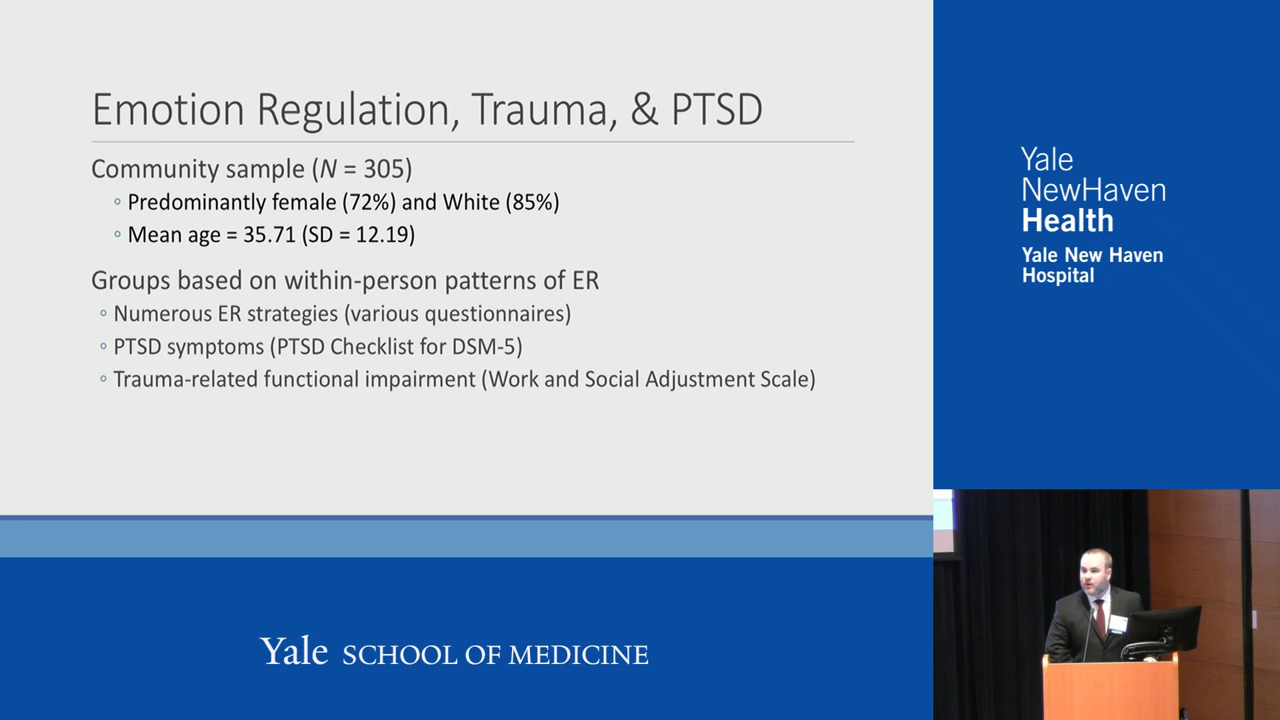 Emotion Regulation, Trauma, & PTSD
Community sample (N = 305)
◦ Predominantly female (72%) and White (85%)
◦ Mean age = 35.71 (SD = 12.19)
Groups based on within-person patterns of ER
◦ Numerous ER strategies (various questionnaires)
◦ PTSD symptoms (PTSD Checklist for DSM-5)
◦ Trauma-related functional impairment (Work and Social Adjustment Scale)
Yale SCHOOL OF MEDICINE
Yale
NewHaven
Health
Yale New Haven
Hospital